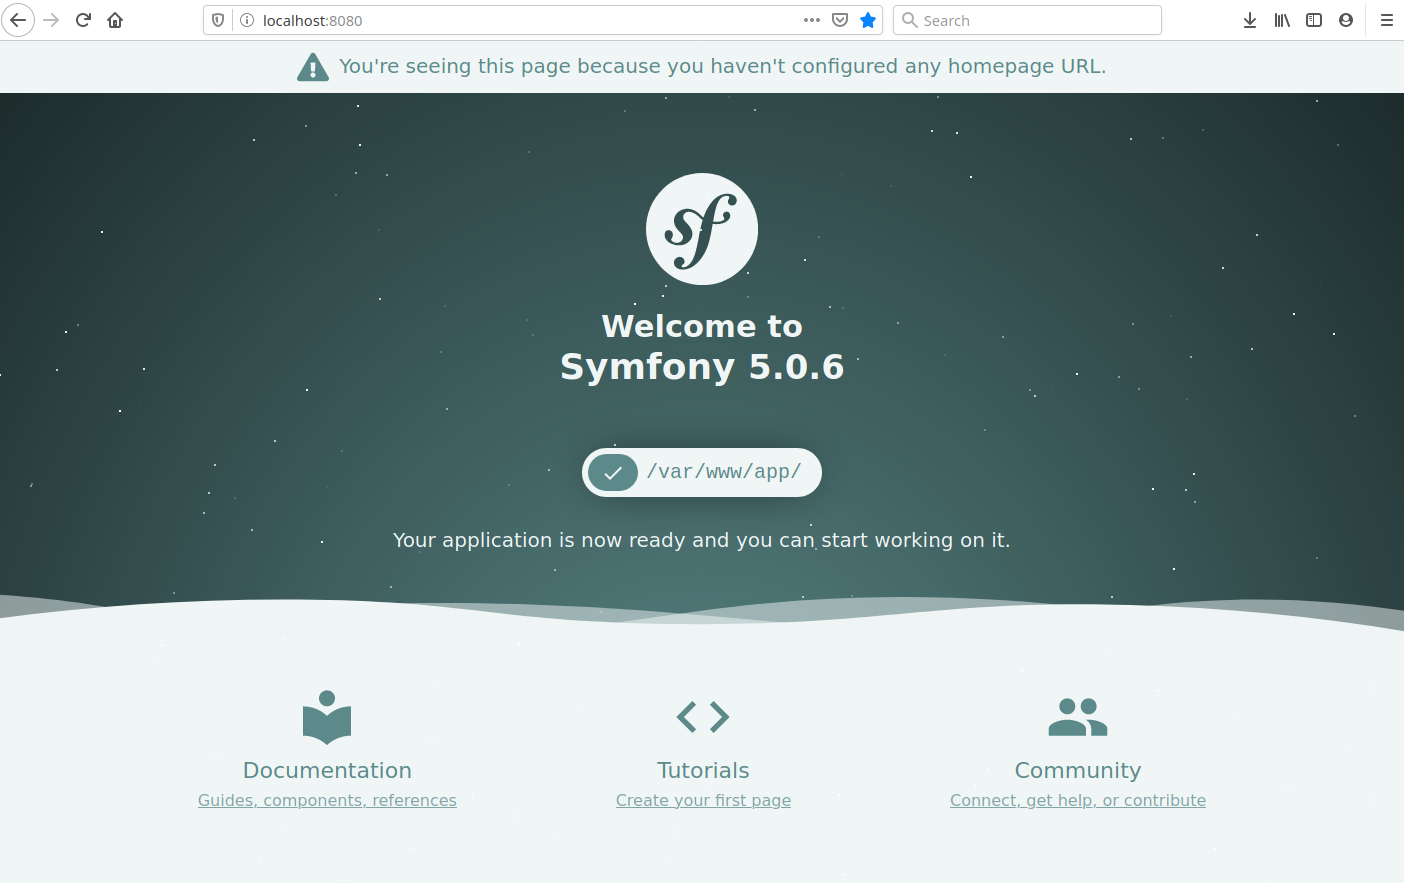 localhost:8080
Search
You're seeing this page because you haven't configured any homepage URL.
sf
Welcome to
Symfony 5.0.6
/var/www/app/
Your application is now ready and you can start working on it.
Documentation
Guides, components, references
Tutorials
Create your first page
Community
Connect, get help, or contribute